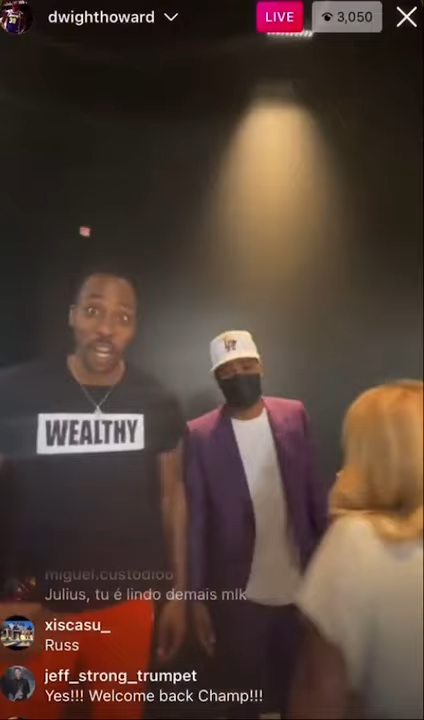 dwighthoward
LIVE
3,050
LA
WEALTHY
miguel.custodioo
Julius, tu é lindo demais mlk
xiscasu_
Russ
jeff_strong_trumpet
Yes!!! Welcome back Champ!!!